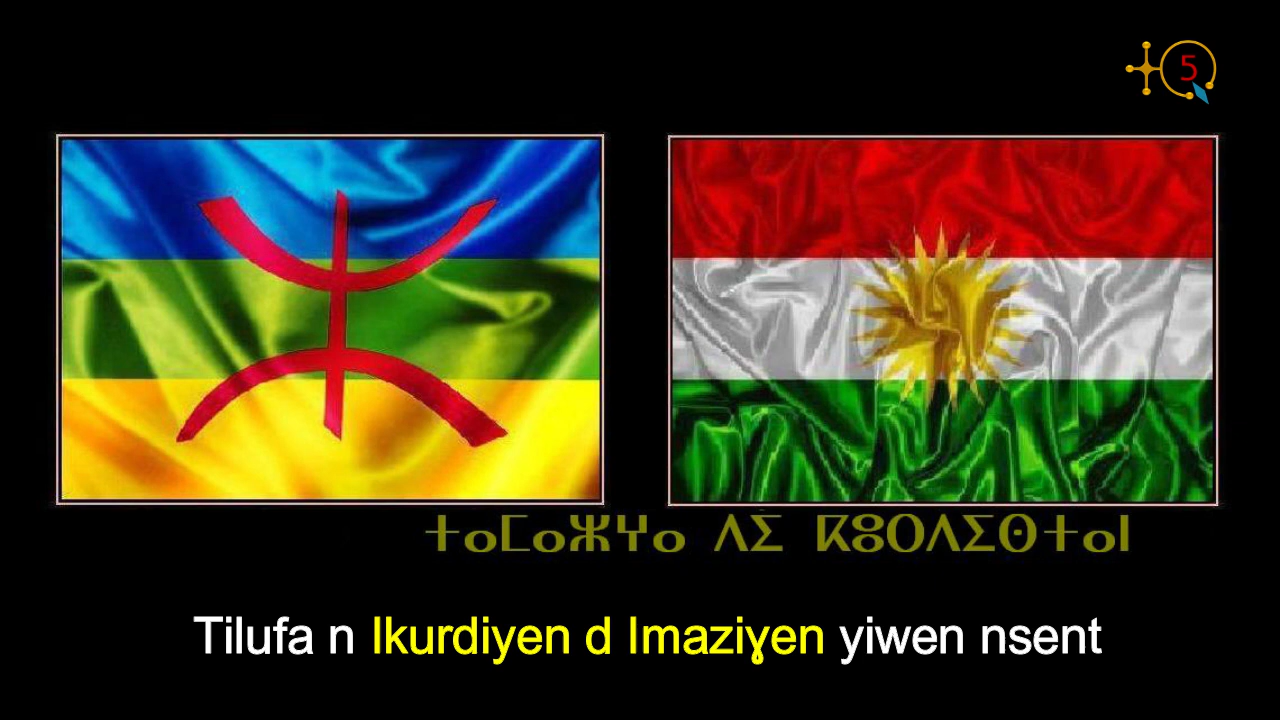 5
ⵜⴰⵎⴰⵣⵖⴰ ⴷⵉ ⴽⵓⵔⴷⵉⵙⵜⴰⵏ
Tilufa n Ikurdiyen d Imaziɣen yiwen nsent